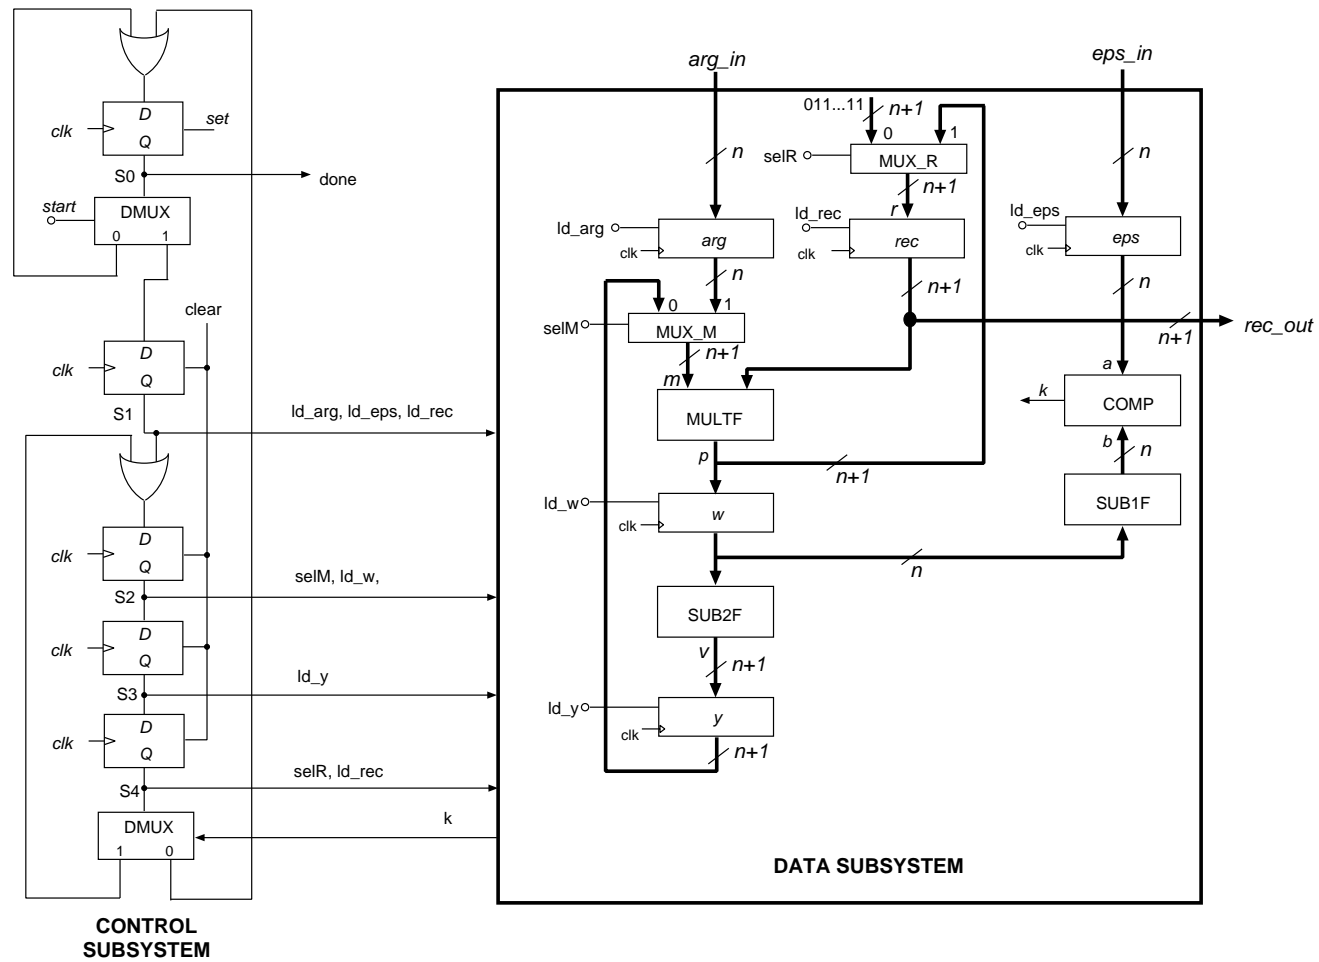 D
clk
set
Q
S0
done
start
DMUX
0 1
clear
D
clk
Q
S1
ld_arg, ld_eps, ld_rec
D
clk
Q
selM, ld_w,
S2
D
clk
Q
ld_y
S3
D
clk
Q
selR, ld_rec
S4
k
DMUX
1 0
CONTROL
SUBSYSTEM
arg_in
eps_in
011...11
n+1
0 1
selR
MUX_R
n
n
n+1
r
ld_arg
arg
clk
ld_rec
rec
clk
ld_eps
eps
clk
n
n+1
n
0 1
selM
MUX_M
n+1
rec_out
n+1
m
a
k
COMP
MULTF
b
n
p
n+1
SUB1F
ld_w
w
clk
n
SUB2F
v
n+1
ld_y
y
clk
n+1
DATA SUBSYSTEM